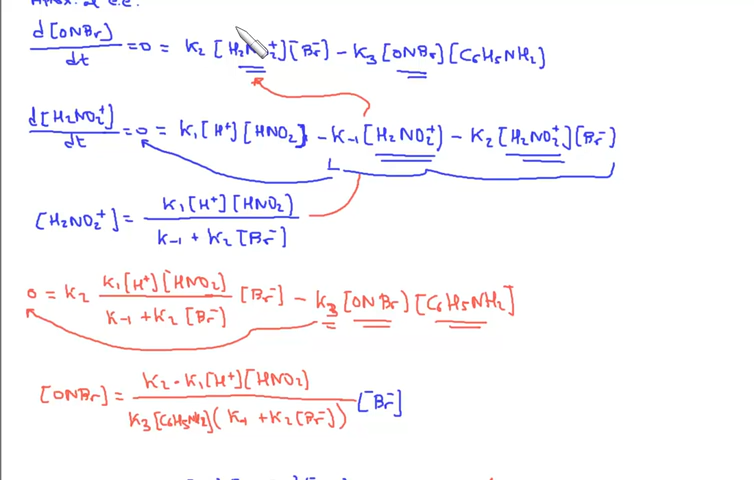 Aprox. al e.e.
d[ONBr]/dt = 0 = K2 [H2NO2+][Br-] - K3 [ONBr][C6H5NH2]
d[H2NO2+]/dt = 0 = K1[H+][HNO2] - K-1[H2NO2+] - K2[H2NO2+][Br-]
[H2NO2+] = K1[H+][HNO2] / K-1 + K2[Br-]
0 = K2 K1[H+][HNO2] / K-1 + K2[Br-] [Br-] - K3 [ONBr][C6H5NH2]
[ONBr] = K2 · K1[H+][HNO2] / K3[C6H5NH2](K-1 + K2[Br-]) [Br-]